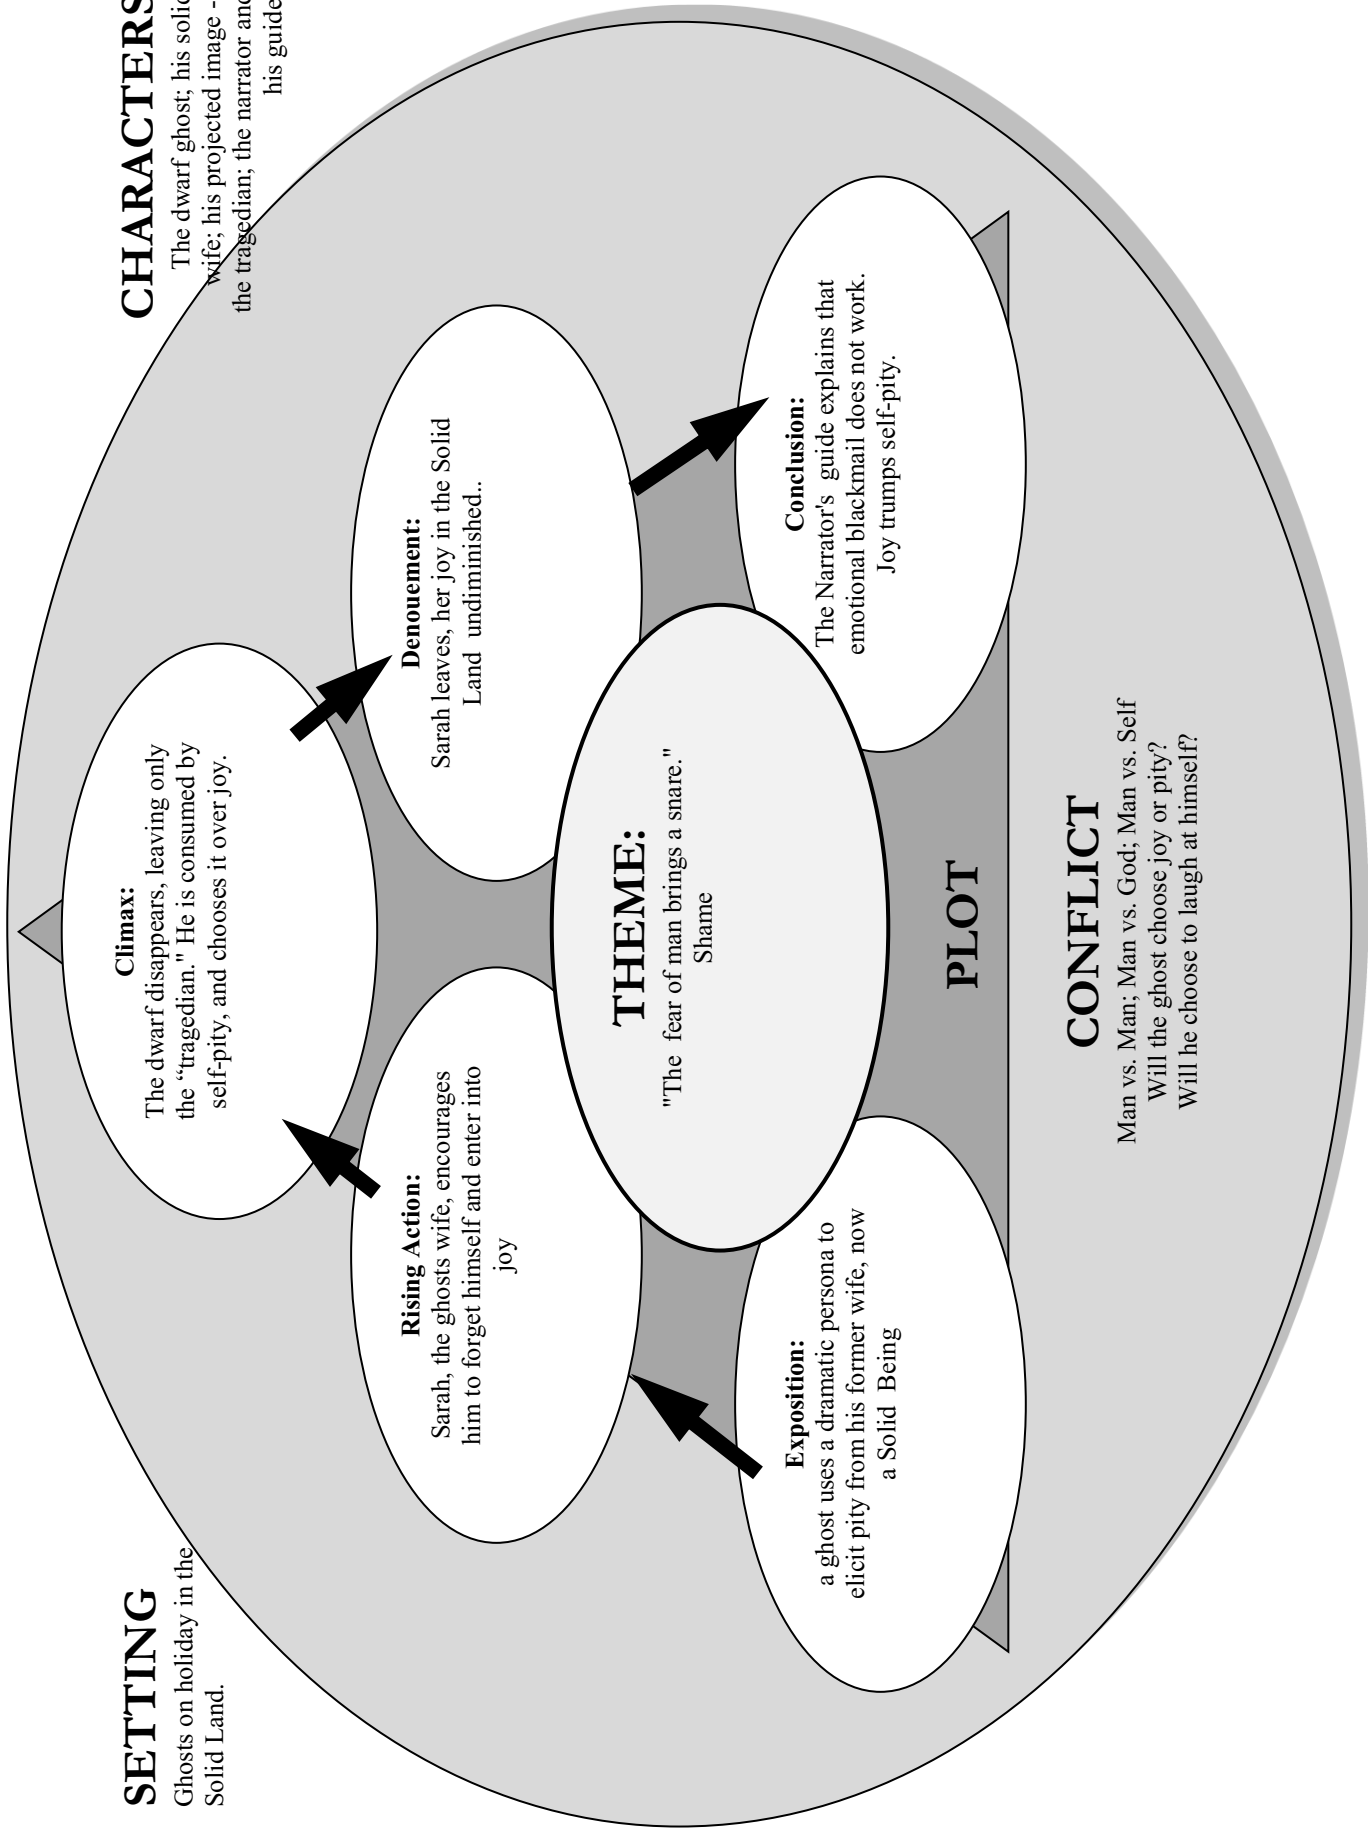 SETTING
Ghosts on holiday in the
Solid Land.
CHARACTERS
The dwarf ghost; his solid
wife; his projected image -
the tragedian; the narrator and
his guide
Climax:
The dwarf disappears, leaving only
the “tragedian." He is consumed by
self-pity, and chooses it over joy.
Rising Action:
Sarah, the ghosts wife, encourages
him to forget himself and enter into
joy
Denouement:
Sarah leaves, her joy in the Solid
Land undiminished..
THEME:
"The fear of man brings a snare."
Shame
Exposition:
a ghost uses a dramatic persona to
elicit pity from his former wife, now
a Solid Being
Conclusion:
The Narrator's guide explains that
emotional blackmail does not work.
Joy trumps self-pity.
PLOT
CONFLICT
Man vs. Man; Man vs. God; Man vs. Self
Will the ghost choose joy or pity?
Will he choose to laugh at himself?